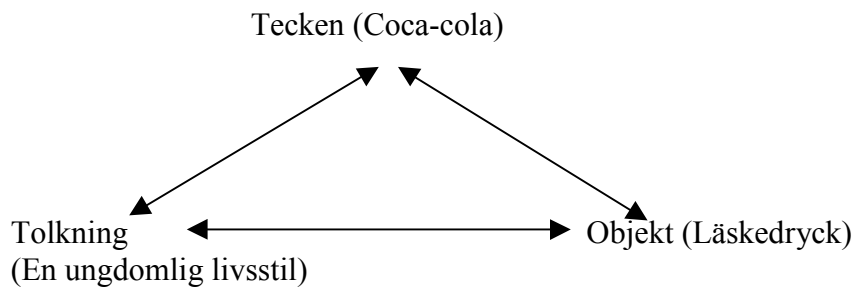 Tecken (Coca-cola)
Tolkning
Objekt (Läskedryck)
(En ungdomlig livsstil)